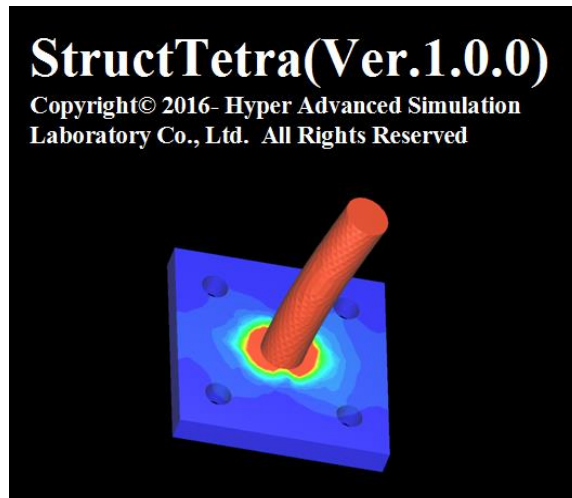 StructTetra(Ver.1.0.0)
Copyright© 2016- Hyper Advanced Simulation
Laboratory Co., Ltd.  All Rights Reserved